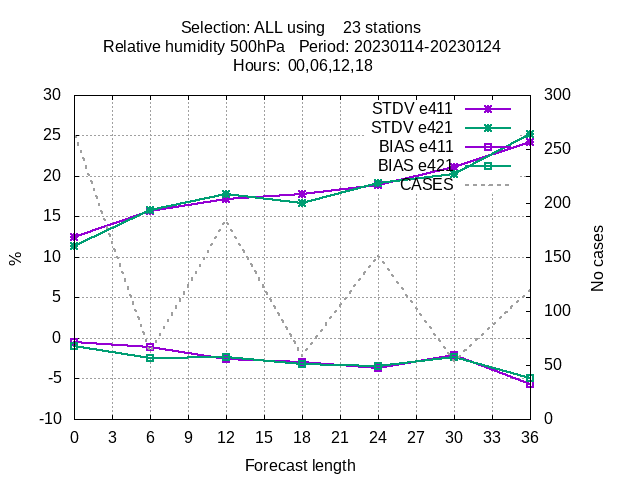 Selection: ALL using    23 stations
Relative humidity 500hPa   Period: 20230114-20230124
Hours:  00,06,12,18
30
25
20
15
10
5
0
-5
-10
%
STDV e411
STDV e421
BIAS e411
BIAS e421
CASES
300
250
200
150
100
50
0
No cases
0 3 6 9 12 15 18 21 24 27 30 33 36
Forecast length